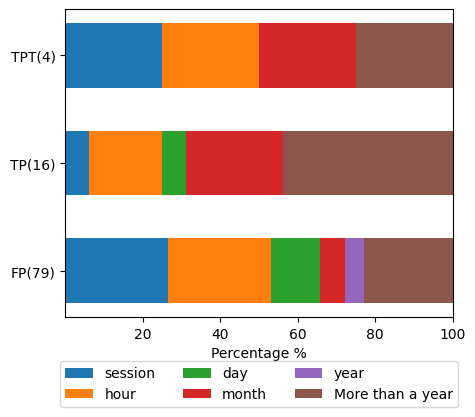 TPT(4)
TP(16)
FP(79)
20 40 60 80 100
Percentage %
session day year
hour month More than a year